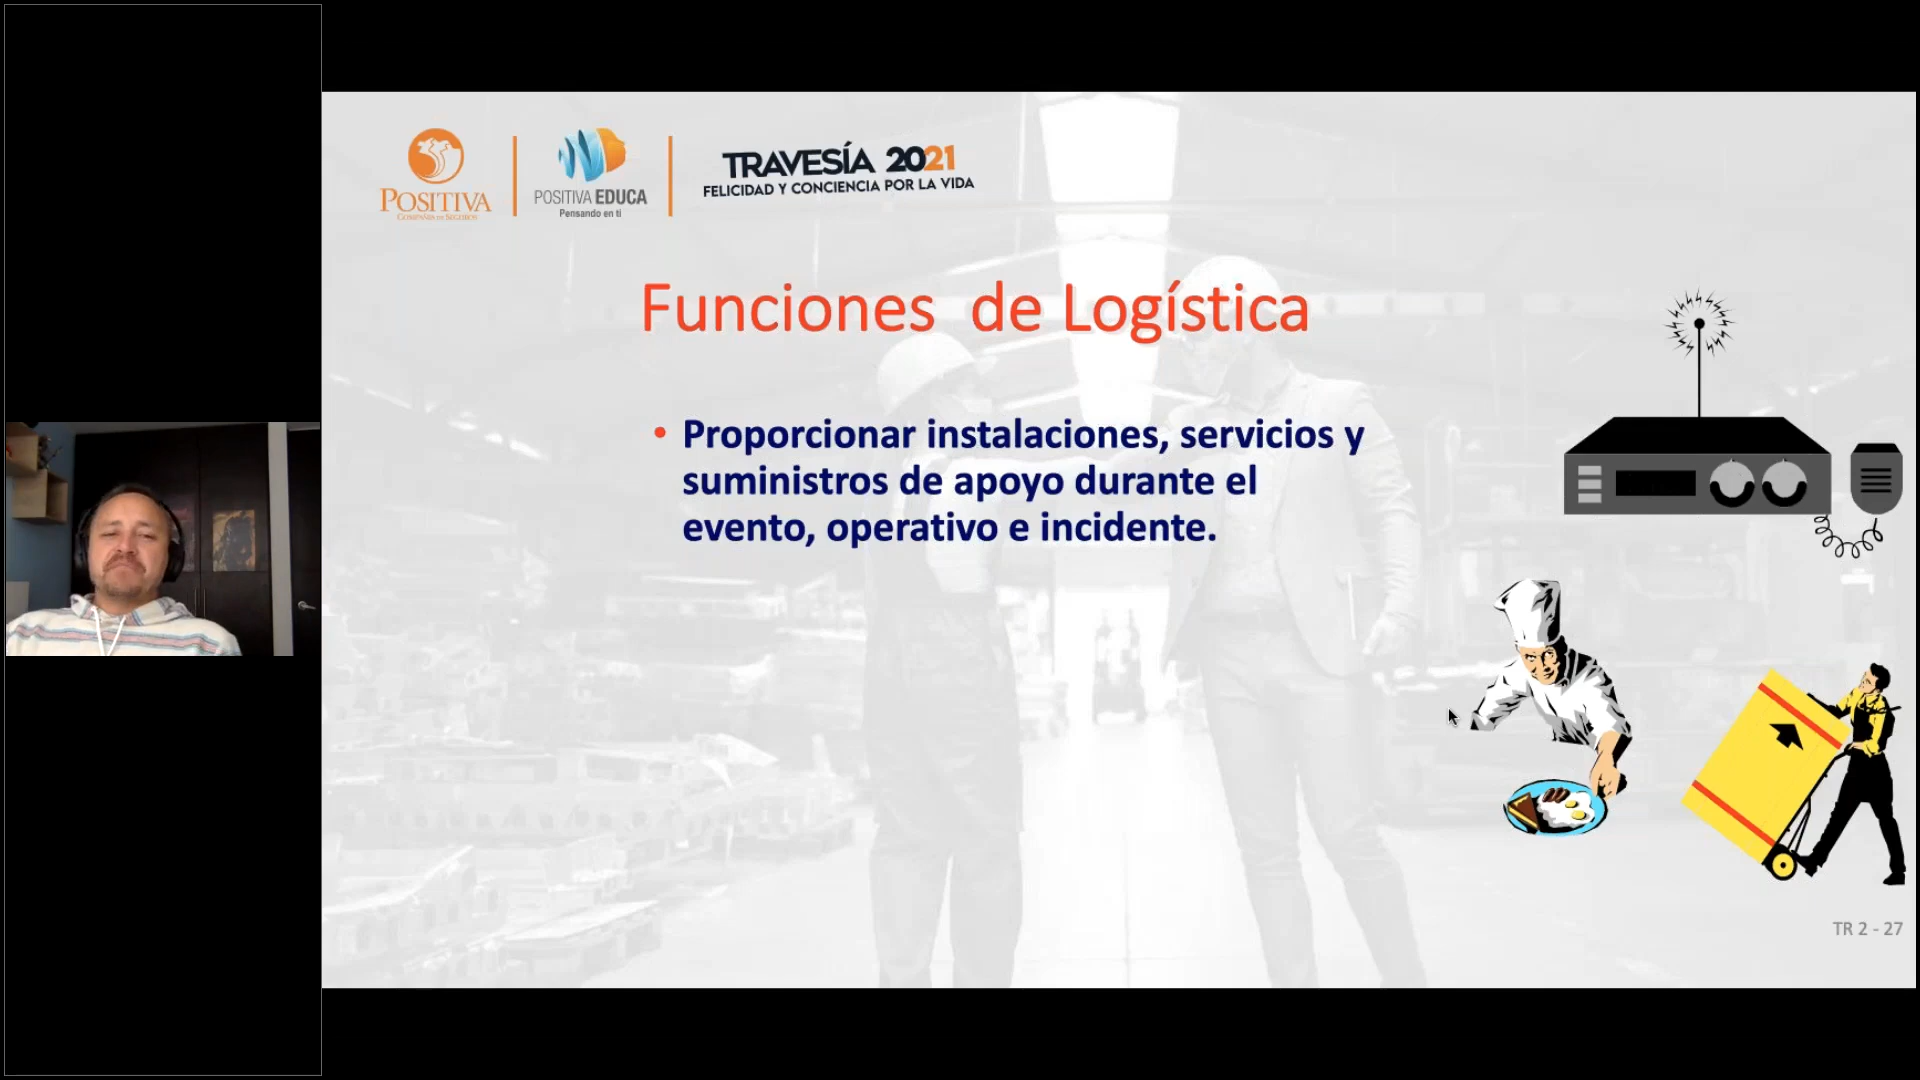 POSITIVA
COMPAÑÍA DE SEGUROS
POSITIVA EDUCA
Pensando en ti
TRAVESÍA 2021
FELICIDAD Y CONCIENCIA POR LA VIDA
Funciones de Logística
• Proporcionar instalaciones, servicios y
suministros de apoyo durante el
evento, operativo e incidente.
TR 2 - 27